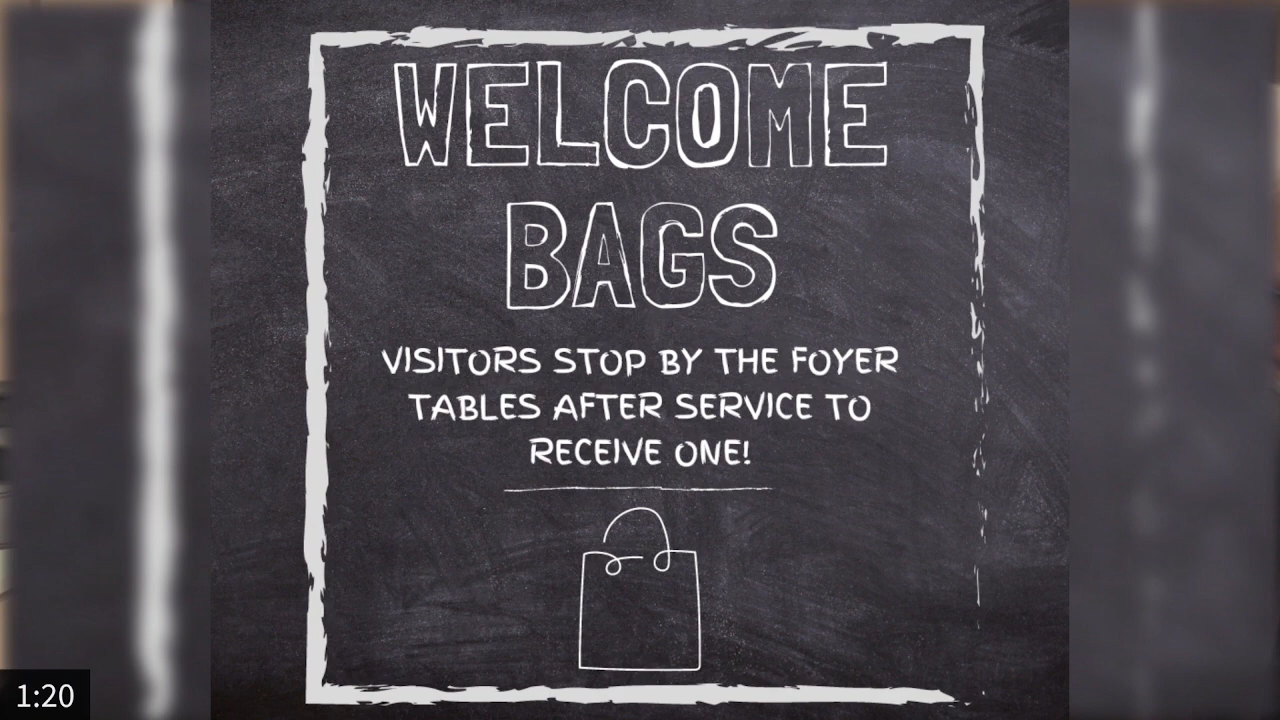 WELCOME
BAGS
VISITORS STOP BY THE FOYER
TABLES AFTER SERVICE TO
RECEIVE ONE!
1:20